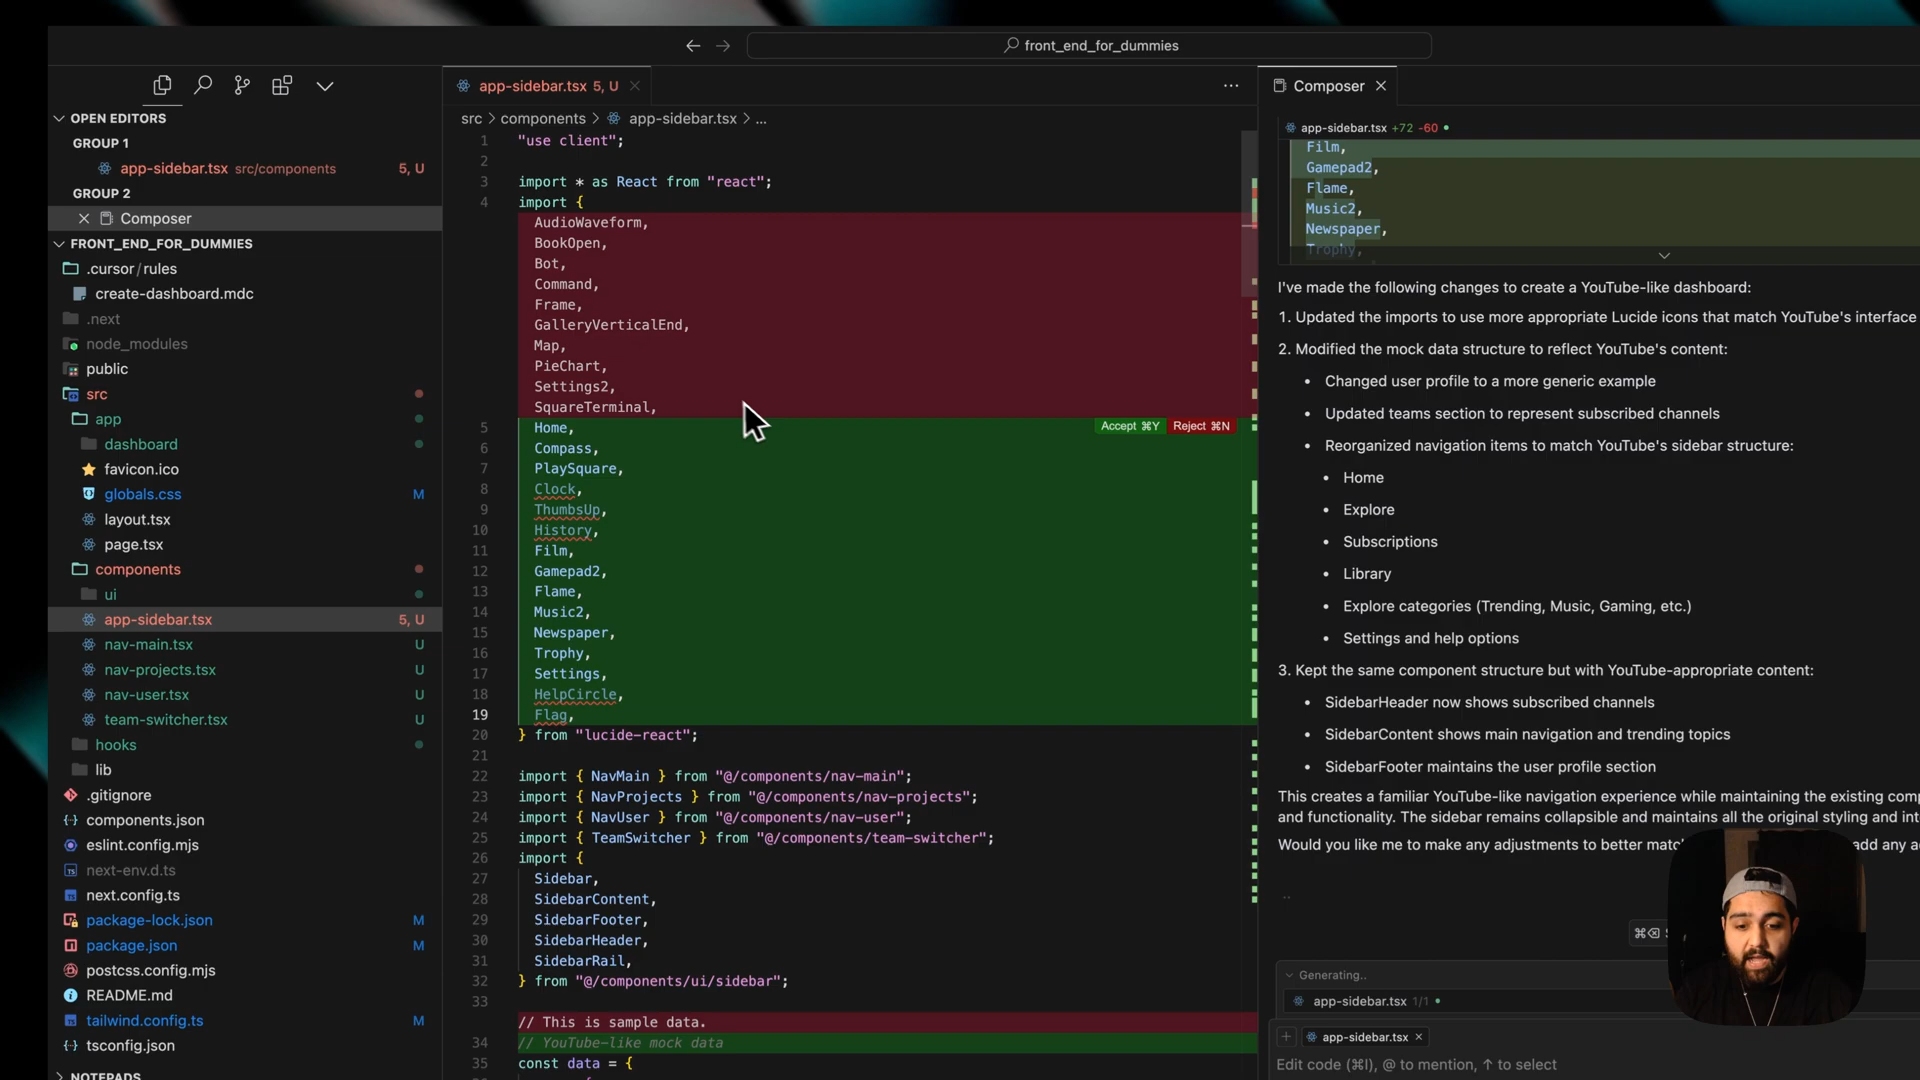 front_end_for_dummies
OPEN EDITORS
GROUP 1
app-sidebar.tsx src/components 5, U
GROUP 2
Composer
FRONT_END_FOR_DUMMIES
.cursor/rules
create-dashboard.mdc
.next
node_modules
public
src
app
dashboard
favicon.ico
globals.css M
layout.tsx
page.tsx
components
ui
app-sidebar.tsx 5, U
nav-main.tsx U
nav-projects.tsx U
nav-user.tsx U
team-switcher.tsx U
hooks
lib
.gitignore
components.json
eslint.config.mjs
next-env.d.ts
next.config.ts
package-lock.json M
package.json M
postcss.config.mjs
README.md
tailwind.config.ts M
tsconfig.json
NOTEPADS
app-sidebar.tsx 5, U
src > components > app-sidebar.tsx > ...
1 "use client";
2
3 import * as React from "react";
4 import {
AudioWaveform,
BookOpen,
Bot,
Command,
Frame,
GalleryVerticalEnd,
Map,
PieChart,
Settings2,
SquareTerminal,
5 Home, Accept ⌘Y Reject ⌘N
6 Compass,
7 PlaySquare,
8 Clock,
9 ThumbsUp,
10 History,
11 Film,
12 Gamepad2,
13 Flame,
14 Music2,
15 Newspaper,
16 Trophy,
17 Settings,
18 HelpCircle,
19 Flag,
20 } from "lucide-react";
21
22 import { NavMain } from "@/components/nav-main";
23 import { NavProjects } from "@/components/nav-projects";
24 import { NavUser } from "@/components/nav-user";
25 import { TeamSwitcher } from "@/components/team-switcher";
26 import {
27 Sidebar,
28 SidebarContent,
29 SidebarFooter,
30 SidebarHeader,
31 SidebarRail,
32 } from "@/components/ui/sidebar";
33
// This is sample data.
34 // YouTube-like mock data
35 const data = {
Composer
app-sidebar.tsx +72 -60
Film,
Gamepad2,
Flame,
Music2,
Newspaper,
Trophy,
I've made the following changes to create a YouTube-like dashboard:
1. Updated the imports to use more appropriate Lucide icons that match YouTube's interface
2. Modified the mock data structure to reflect YouTube's content:
• Changed user profile to a more generic example
• Updated teams section to represent subscribed channels
• Reorganized navigation items to match YouTube's sidebar structure:
• Home
• Explore
• Subscriptions
• Library
• Explore categories (Trending, Music, Gaming, etc.)
• Settings and help options
3. Kept the same component structure but with YouTube-appropriate content:
• SidebarHeader now shows subscribed channels
• SidebarContent shows main navigation and trending topics
• SidebarFooter maintains the user profile section
This creates a familiar YouTube-like navigation experience while maintaining the existing
and functionality. The sidebar remains collapsible and maintains all the original styling and
Would you like me to make any adjustments to better add any
..
⌘⌫
Generating..
app-sidebar.tsx 1/1
+ app-sidebar.tsx
Edit code (⌘I), @ to mention, ↑ to select